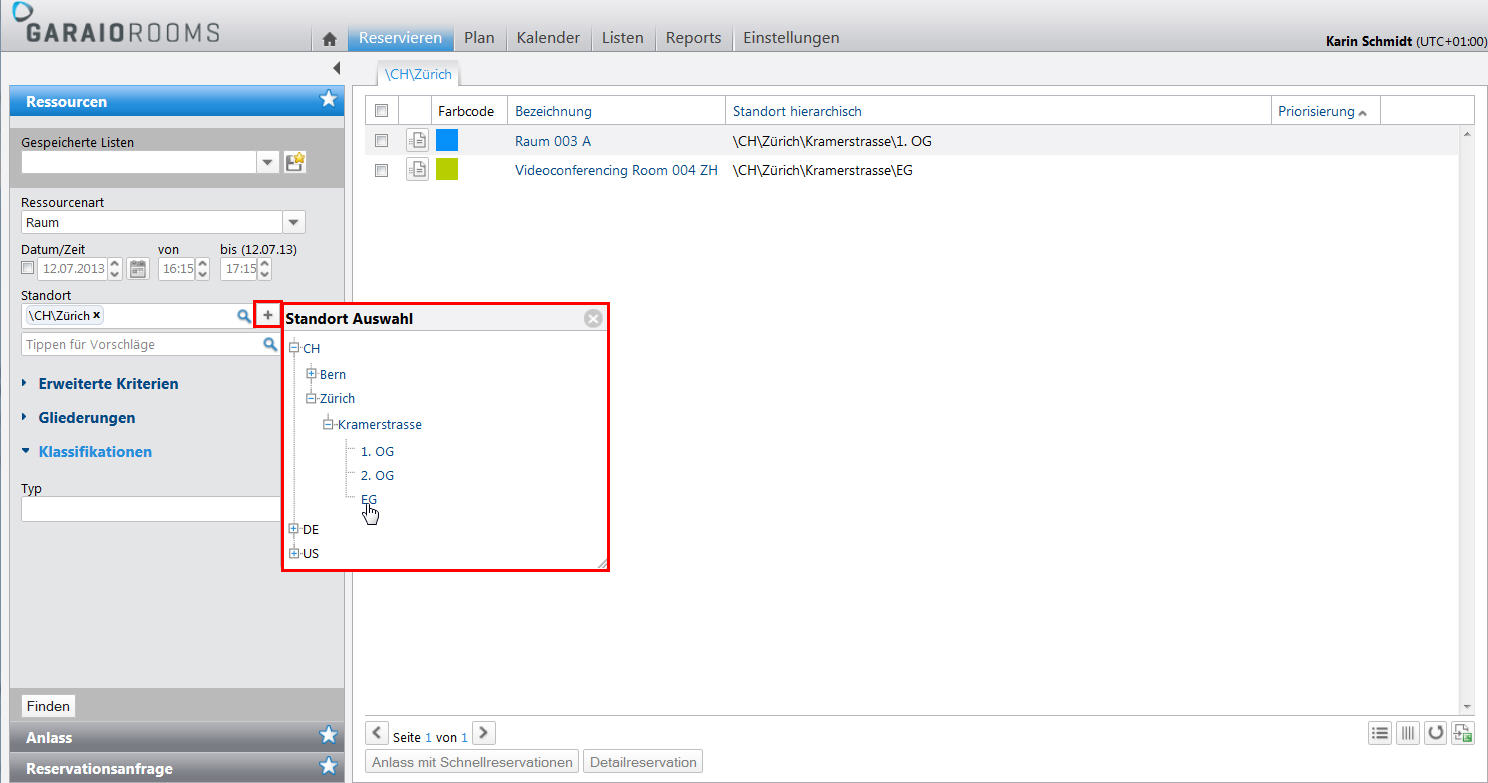 GARAIOROOMS
Reservieren Plan Kalender Listen Reports Einstellungen
Karin Schmidt (UTC+01:00)
\CH\Zürich
Ressourcen
Gespeicherte Listen
Ressourcenart
Raum
Datum/Zeit von bis (12.07.13)
12.07.2013 16:15 17:15
Standort
\CH\Zürich x
Tippen für Vorschläge
Erweiterte Kriterien
Gliederungen
Klassifikationen
Typ
Finden
Anlass
Reservationsanfrage
Farbcode Bezeichnung Standort hierarchisch Priorisierung
Raum 003 A \CH\Zürich\Kramerstrasse\1. OG
Videoconferencing Room 004 ZH \CH\Zürich\Kramerstrasse\EG
Standort Auswahl
CH
Bern
Zürich
Kramerstrasse
1. OG
2. OG
EG
DE
US
Seite 1 von 1
Anlass mit Schnellreservationen Detailreservation